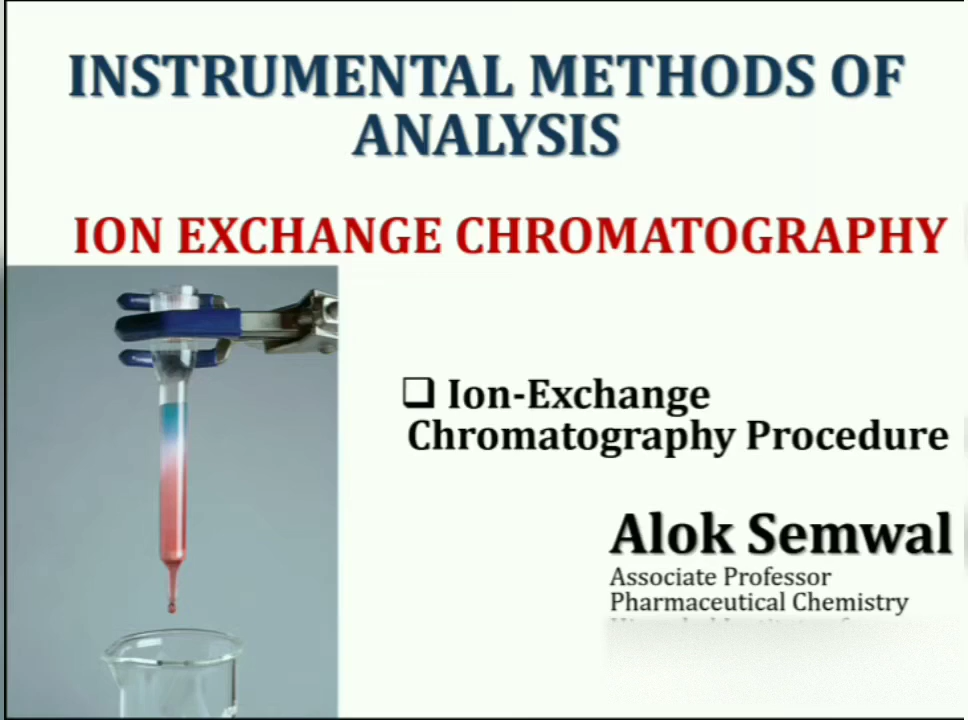 INSTRUMENTAL METHODS OF
ANALYSIS
ION EXCHANGE CHROMATOGRAPHY
❑ Ion-Exchange
Chromatography Procedure
Alok Semwal
Associate Professor
Pharmaceutical Chemistry